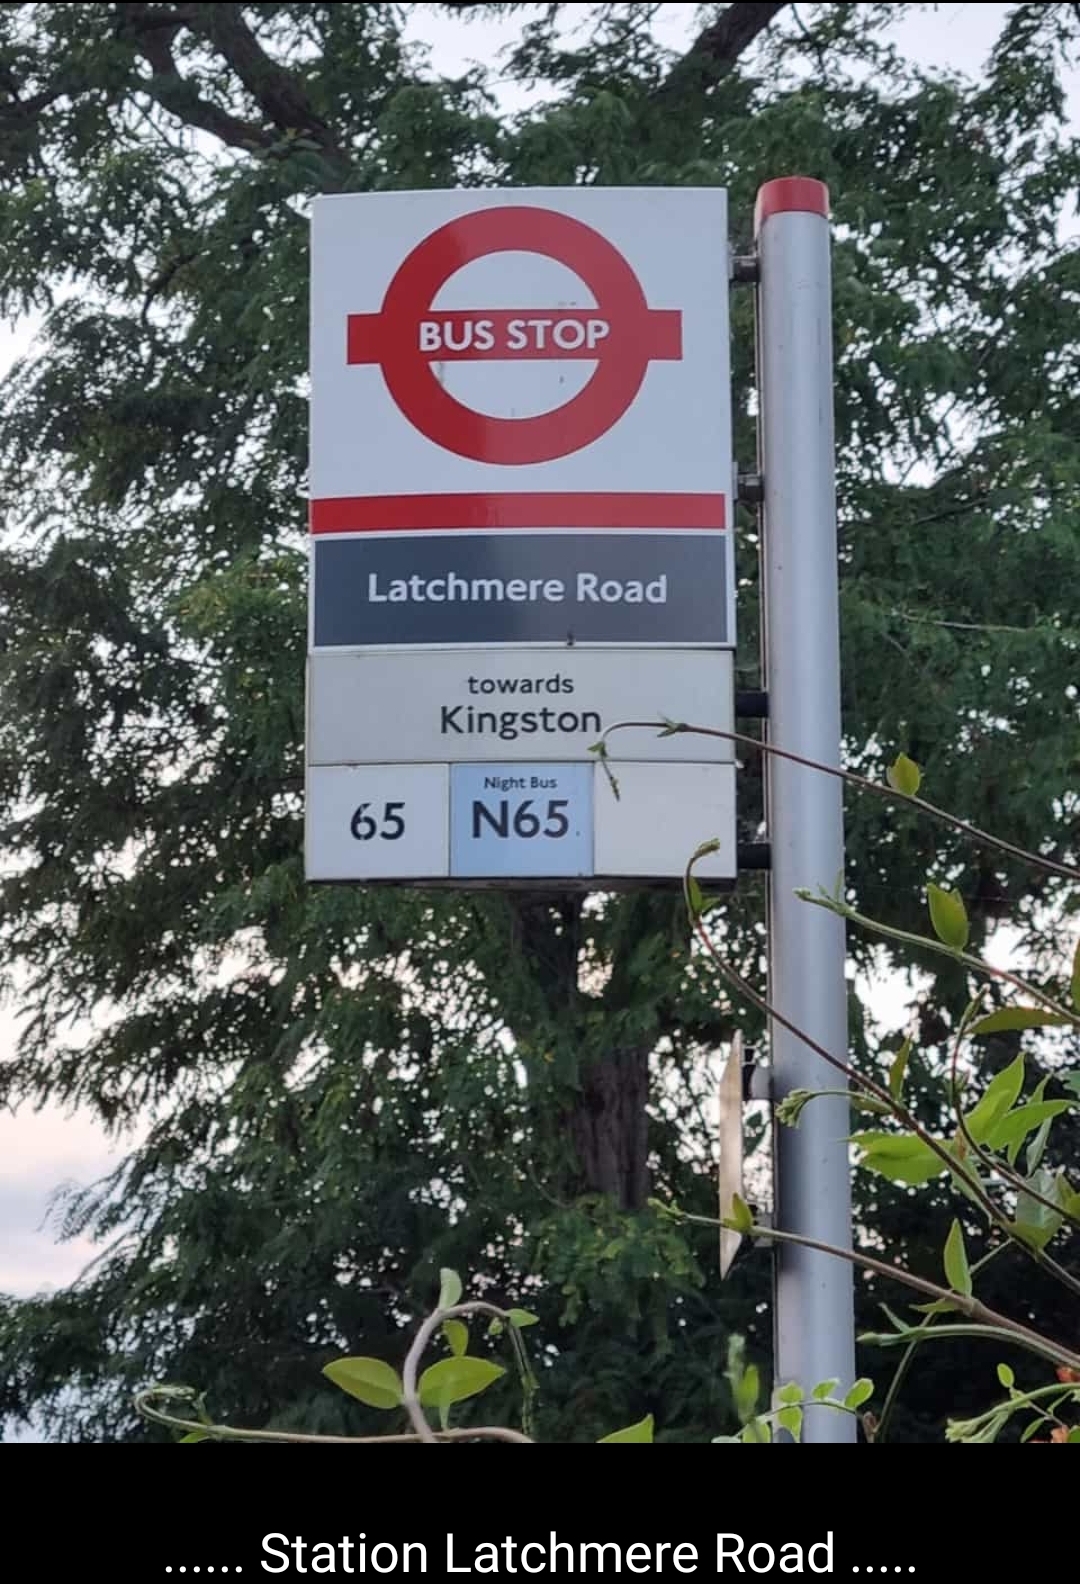 BUS STOP
Latchmere Road
towards
Kingston
65
Night Bus
N65
...... Station Latchmere Road .....